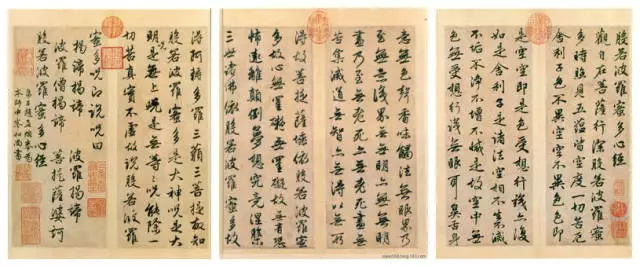 般若波羅蜜多心經
觀自在菩薩行深般若波羅蜜
多時照見五蘊皆空度一切苦厄
舍利子色不異空空不異色色即
是空空即是色受想行識亦復
如是舍利子是諸法空相不生不滅
不垢不淨不增不減是故空中無
色無受想行識無眼耳鼻舌身
意無色聲香味觸法無眼界乃
至無意識界無無明亦無無明
盡乃至無老死亦無老死盡無
苦集滅道無智亦無得以無所
得故菩提薩埵依般若波羅蜜
多故心無罣礙無罣礙故無有恐
怖遠離顛倒夢想究竟涅槃
三世諸佛依般若波羅蜜多故
得阿耨多羅三藐三菩提故知
般若波羅蜜多是大神咒是大
明咒是無上咒是無等等咒能除一
切苦真實不虛故說般若波羅
蜜多咒即說咒曰
揭諦揭諦 波羅揭諦
波羅僧揭諦 菩提薩婆訶
般若波羅蜜多心經
弟子趙孟頫奉為
本師中峯和尚書